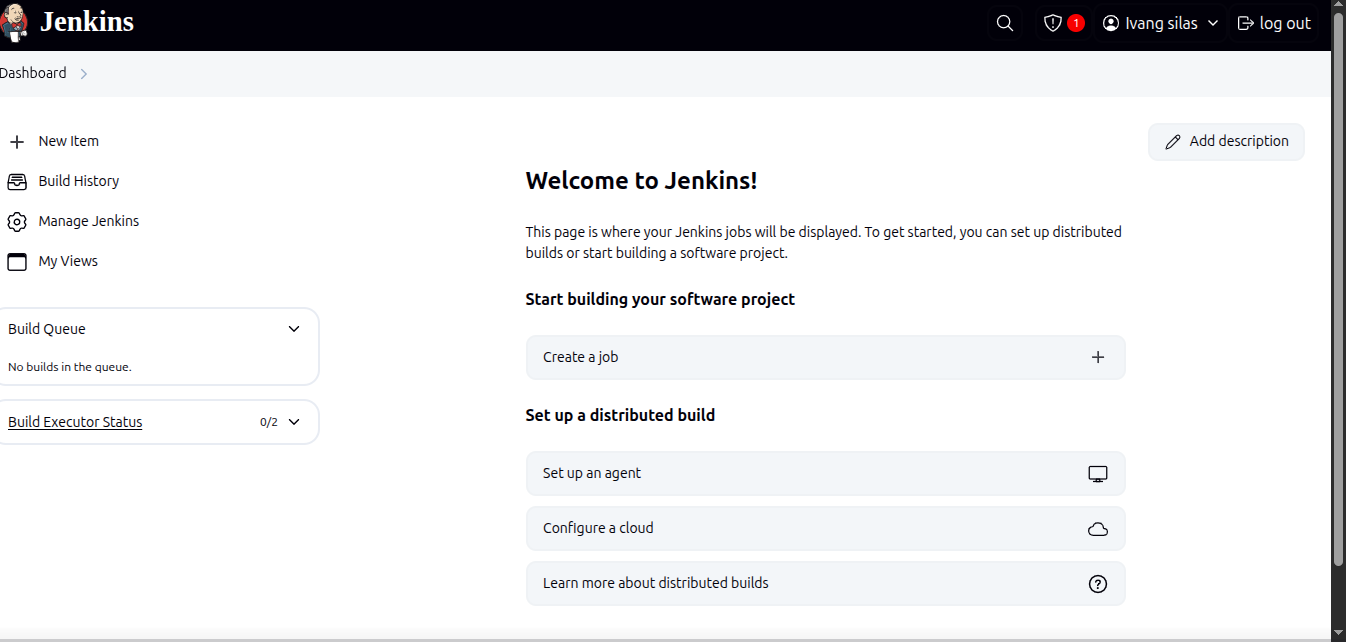 Jenkins
1
Ivang silas
log out
Dashboard
New Item
Build History
Manage Jenkins
My Views
Build Queue
No builds in the queue.
Build Executor Status
0/2
Add description
Welcome to Jenkins!
This page is where your Jenkins jobs will be displayed. To get started, you can set up distributed
builds or start building a software project.
Start building your software project
Create a job
Set up a distributed build
Set up an agent
Configure a cloud
Learn more about distributed builds